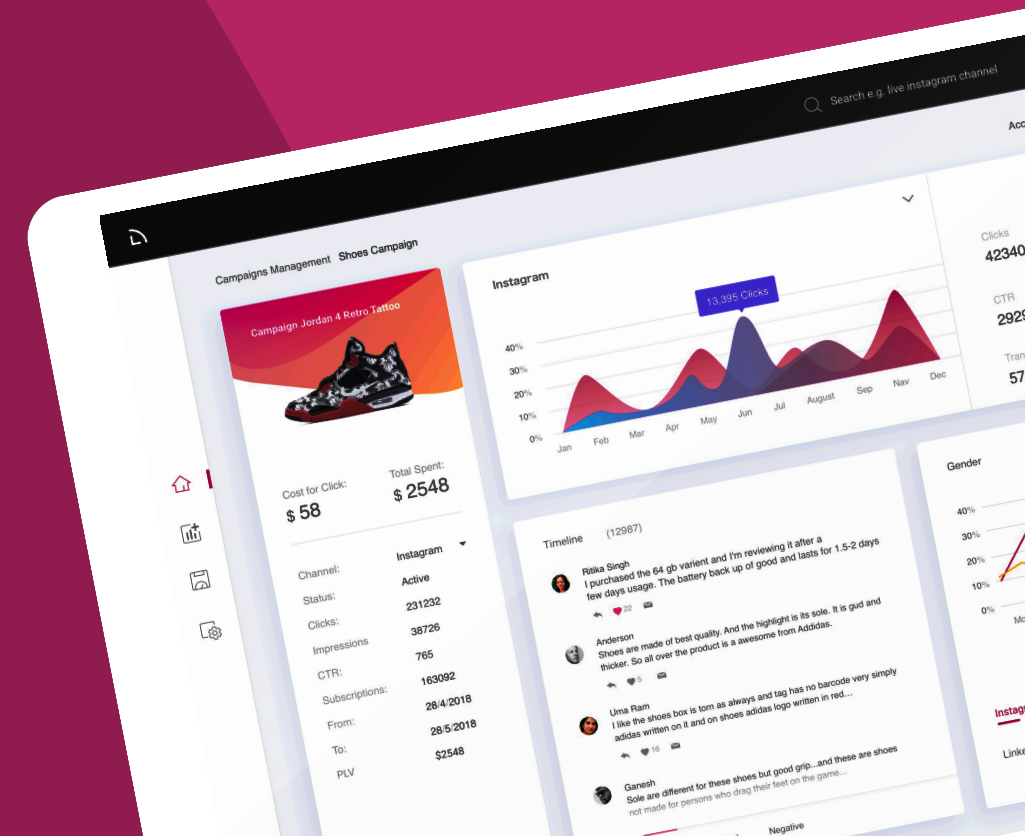 Search e.g. live instagram channel
Campaigns Management Shoes Campaign
Campaign Jordan 4 Retro Tattoo
Cost for Click:
$ 58
Total Spent:
$ 2548
Channel: Instagram
Status: Active
Clicks: 231232
Impressions 38726
CTR: 765
Subscriptions: 163092
From: 28/4/2018
To: 28/5/2018
PLV $2548
Instagram
13,395 Clicks
40%
30%
20%
10%
0%
Jan Feb Mar Apr May Jun Jul August Sep Nav Dec
Clicks
42340
CTR
2929
57
Timeline (12987)
Ritika Singh
I purchased the 64 gb varient and I'm reviewing it after a
few days usage. The battery back up of good and lasts for 1.5-2 days
22
Anderson
Shoes are made of best quality. And the highlight is its sole. It is gud and
thicker. So all over the product is a awesome from Addidas.
5
Uma Ram
I like the shoes box is torn as always and tag has no barcode very simply
adidas written on it and on shoes adidas logo written in red...
16
Ganesh
Sole are different for these shoes but good grip...and these are shoes
not made for persons who drag their feet on the game...
Negative
Gender
40%
30%
20%
10%
0%